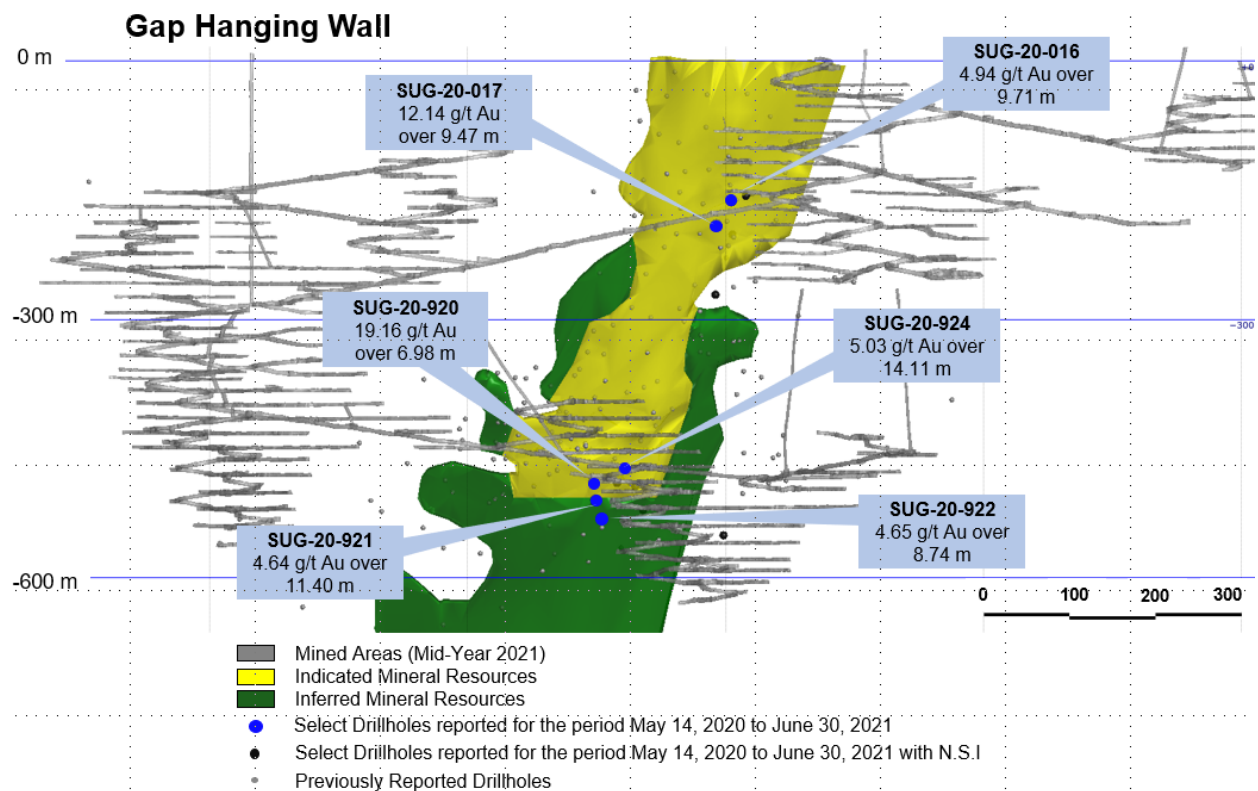 Gap Hanging Wall
0 m
SUG-20-016
4.94 g/t Au over
9.71 m
SUG-20-017
12.14 g/t Au
over 9.47 m
-300 m
-300
SUG-20-920
19.16 g/t Au
over 6.98 m
SUG-20-924
5.03 g/t Au over
14.11 m
SUG-20-921
4.64 g/t Au over
11.40 m
SUG-20-922
4.65 g/t Au over
8.74 m
-600 m
0 100 200 300
Mined Areas (Mid-Year 2021)
Indicated Mineral Resources
Inferred Mineral Resources
Select Drillholes reported for the period May 14, 2020 to June 30, 2021
Select Drillholes reported for the period May 14, 2020 to June 30, 2021 with N.S.I
Previously Reported Drillholes